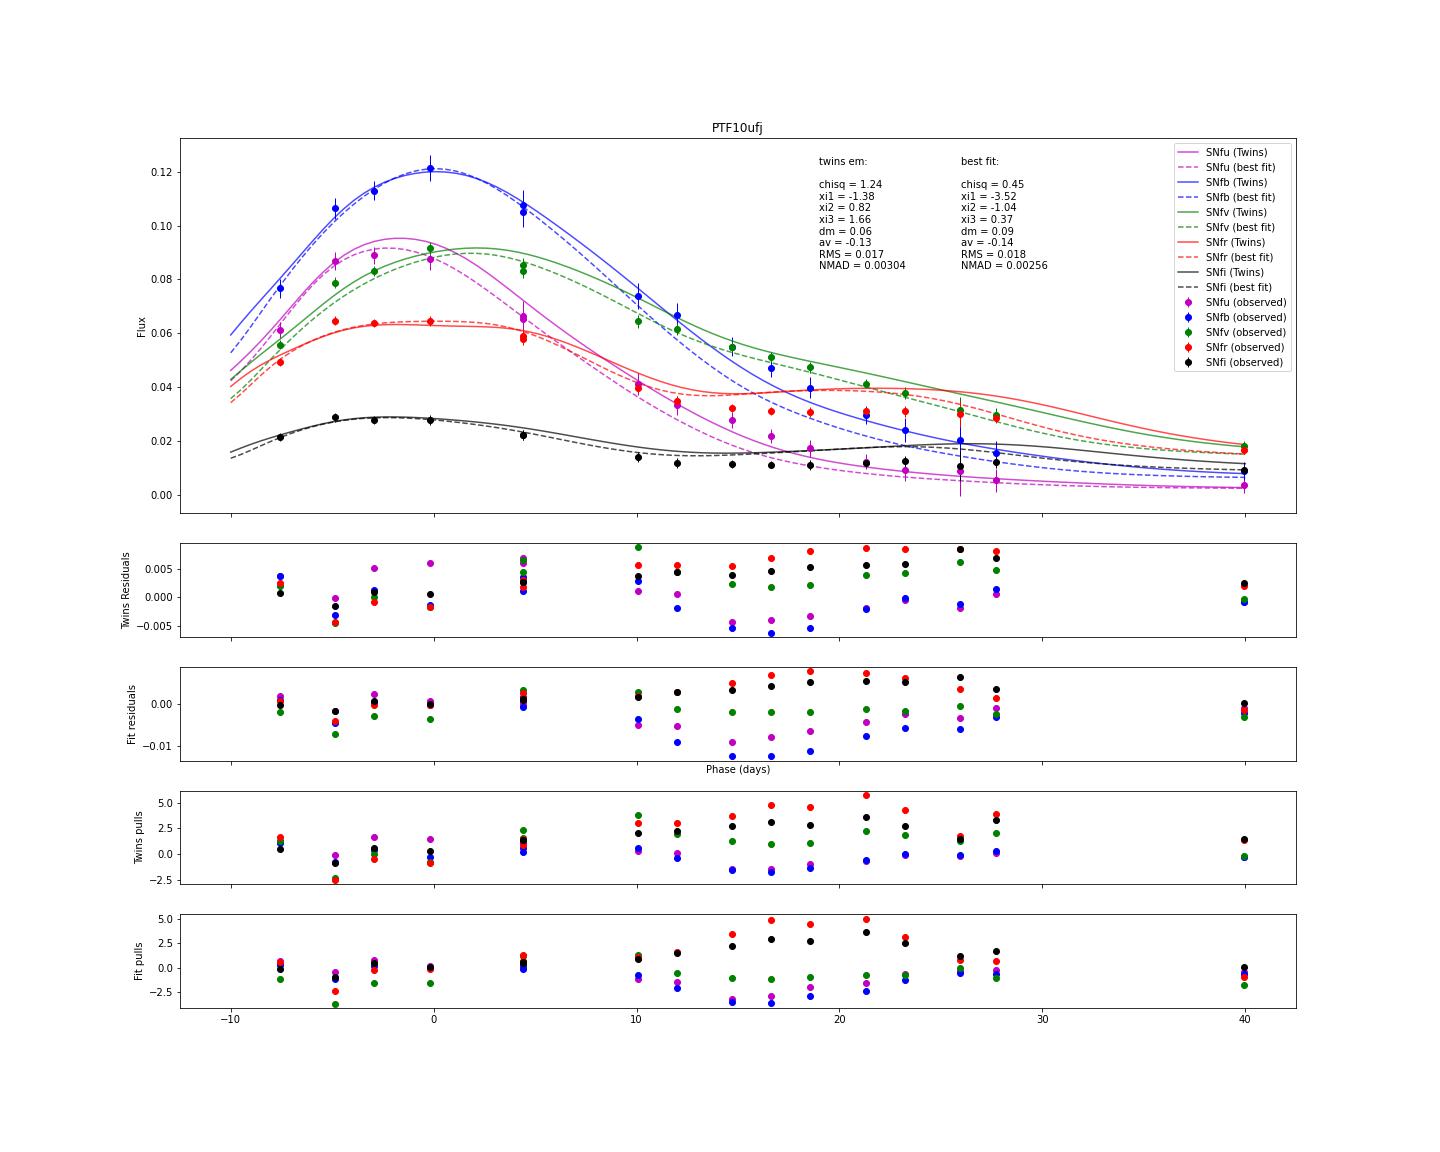 PTF10ufj
Flux
0.12
0.10
0.08
0.06
0.04
0.02
0.00
twins em:
chisq = 1.24
xi1 = -1.38
xi2 = 0.82
xi3 = 1.66
dm = 0.06
av = -0.13
RMS = 0.017
NMAD = 0.00304
best fit:
chisq = 0.45
xi1 = -3.52
xi2 = -1.04
xi3 = 0.37
dm = 0.09
av = -0.14
RMS = 0.018
NMAD = 0.00256
SNfu (Twins)
SNfu (best fit)
SNfb (Twins)
SNfb (best fit)
SNfv (Twins)
SNfv (best fit)
SNfr (Twins)
SNfr (best fit)
SNfi (Twins)
SNfi (best fit)
SNfu (observed)
SNfb (observed)
SNfv (observed)
SNfr (observed)
SNfi (observed)
Twins Residuals
0.005
0.000
−0.005
Fit residuals
0.00
−0.01
Phase (days)
Twins pulls
5.0
2.5
0.0
−2.5
Fit pulls
5.0
2.5
0.0
−2.5
−10
0
10
20
30
40